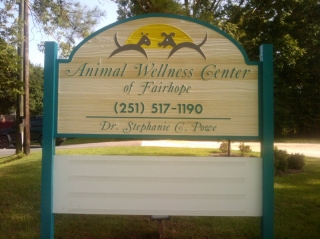 Animal Wellness Center
of Fairhope
(251) 517-1190
Dr. Stephanie C. Powe